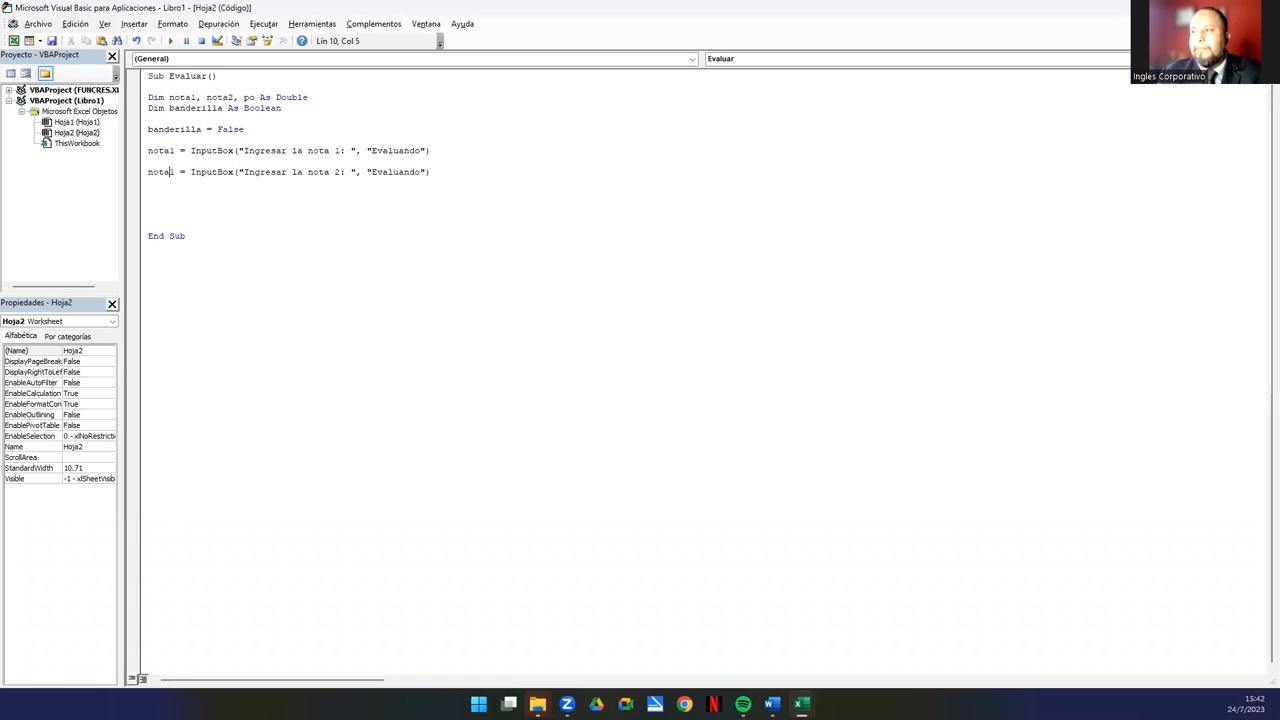 Microsoft Visual Basic para Aplicaciones - Libro1 - [Hoja2 (Código)]
Archivo Edición Ver Insertar Formato Depuración Ejecutar Herramientas Complementos Ventana Ayuda
Lín 10, Col 5
Proyecto - VBAProject
VBAProject (FUNCRES.XL
VBAProject (Libro1)
Microsoft Excel Objetos
Hoja1 (Hoja1)
Hoja2 (Hoja2)
ThisWorkbook
Propiedades - Hoja2
Hoja2 Worksheet
Alfabética Por categorías
(Name) Hoja2
DisplayPageBreak False
DisplayRightToLef False
EnableAutoFilter False
EnableCalculation True
EnableFormatCon True
EnableOutlining False
EnablePivotTable False
EnableSelection 0 - xlNoRestricti
Name Hoja2
ScrollArea
StandardWidth 10.71
Visible -1 - xlSheetVisib
(General) Evaluar
Sub Evaluar()
Dim nota1, nota2, po As Double
Dim banderilla As Boolean
banderilla = False
nota1 = InputBox("Ingresar la nota 1: ", "Evaluando")
nota1 = InputBox("Ingresar la nota 2: ", "Evaluando")
End Sub
Ingles Corporativo
15:42
24/7/2023